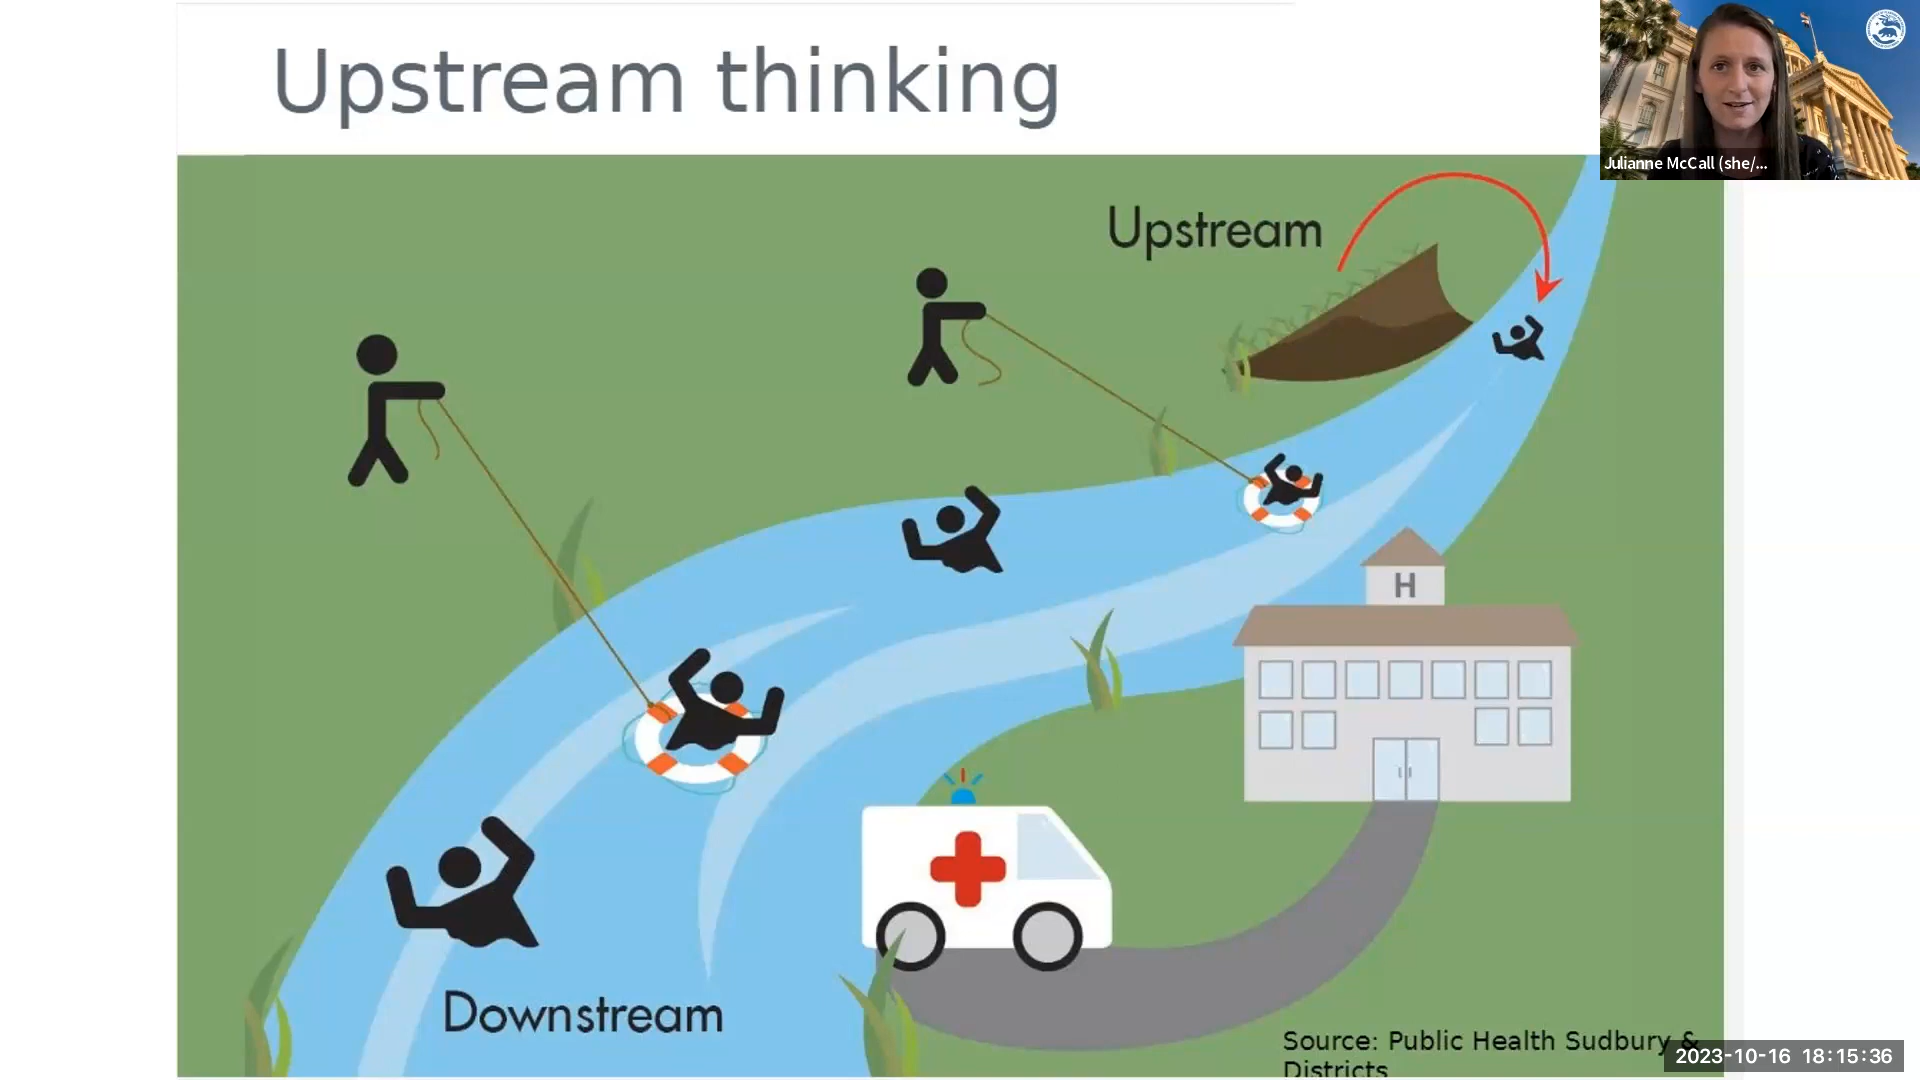 Upstream thinking
Julianne McCall (she/...
Upstream
H
Downstream
Source: Public Health Sudbury &
Districts
2023-10-16 18:15:36